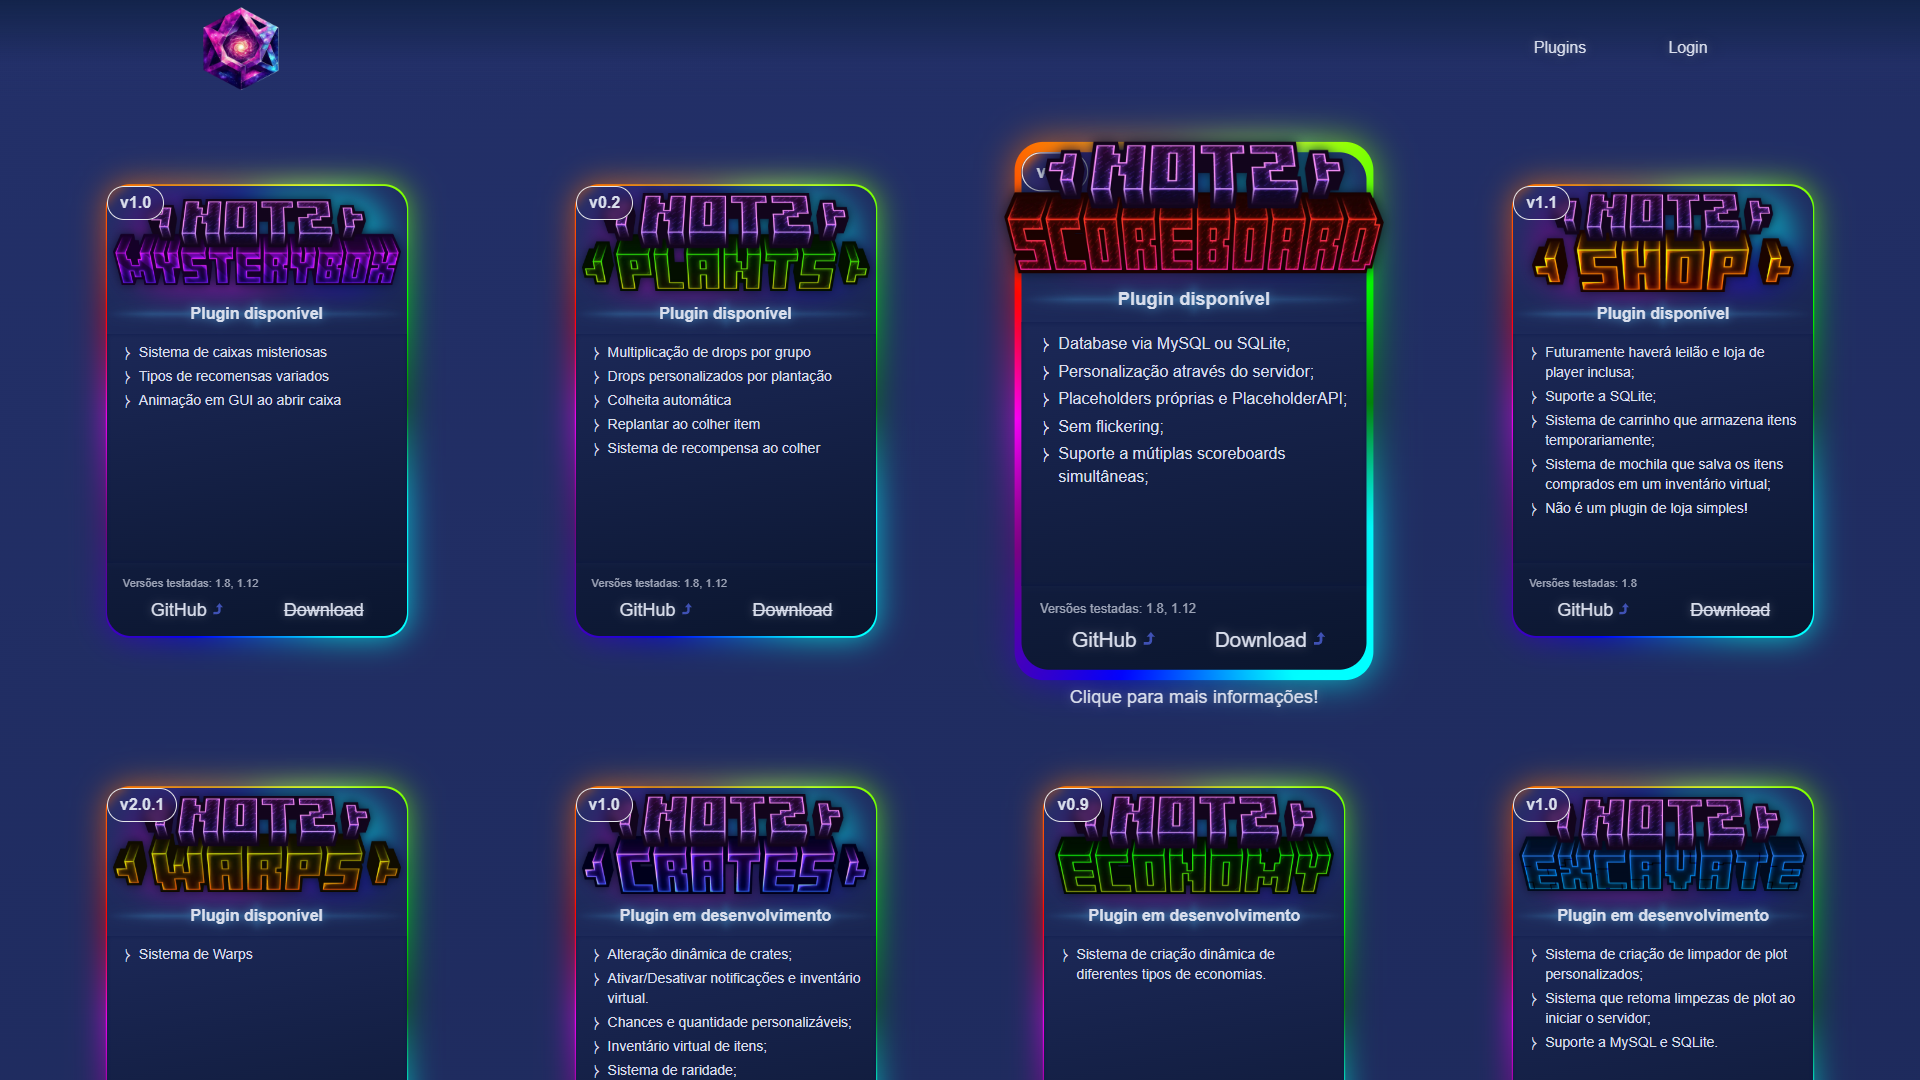 Plugins
Login
v1.0
NOTZ
MYSTERYBOX
Plugin disponível
Sistema de caixas misteriosas
Tipos de recomensas variados
Animação em GUI ao abrir caixa
Versões testadas: 1.8, 1.12
GitHub
Download
v0.2
NOTZ
PLANTS
Plugin disponível
Multiplicação de drops por grupo
Drops personalizados por plantação
Colheita automática
Replantar ao colher item
Sistema de recompensa ao colher
Versões testadas: 1.8, 1.12
GitHub
Download
v
NOTZ
SCOREBOARD
Plugin disponível
Database via MySQL ou SQLite;
Personalização através do servidor;
Placeholders próprias e PlaceholderAPI;
Sem flickering;
Suporte a mútiplas scoreboards
simultâneas;
Versões testadas: 1.8, 1.12
GitHub
Download
Clique para mais informações!
v1.1
NOTZ
SHOP
Plugin disponível
Futuramente haverá leilão e loja de
player inclusa;
Suporte a SQLite;
Sistema de carrinho que armazena itens
temporariamente;
Sistema de mochila que salva os itens
comprados em um inventário virtual;
Não é um plugin de loja simples!
Versões testadas: 1.8
GitHub
Download
v2.0.1
NOTZ
WARPS
Plugin disponível
Sistema de Warps
v1.0
NOTZ
CRATES
Plugin em desenvolvimento
Alteração dinâmica de crates;
Ativar/Desativar notificações e inventário
virtual.
Chances e quantidade personalizáveis;
Inventário virtual de itens;
Sistema de raridade;
v0.9
NOTZ
ECONOMY
Plugin em desenvolvimento
Sistema de criação dinâmica de
diferentes tipos de economias.
v1.0
NOTZ
EXCAVATE
Plugin em desenvolvimento
Sistema de criação de limpador de plot
personalizados;
Sistema que retoma limpezas de plot ao
iniciar o servidor;
Suporte a MySQL e SQLite.